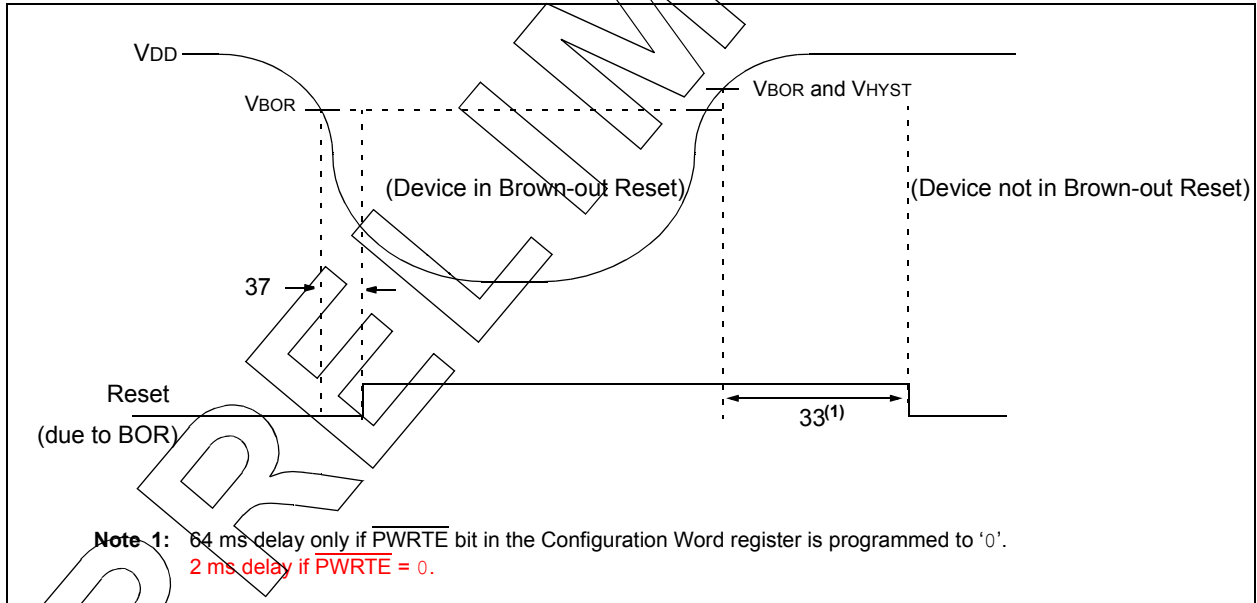 VDD
VBOR
VBOR and VHYST
(Device in Brown-out Reset)
(Device not in Brown-out Reset)
37
Reset
(due to BOR)
33(1)
Note 1: 64 ms delay only if PWRTE bit in the Configuration Word register is programmed to ‘0’.
2 ms delay if PWRTE = 0.
PRELIM